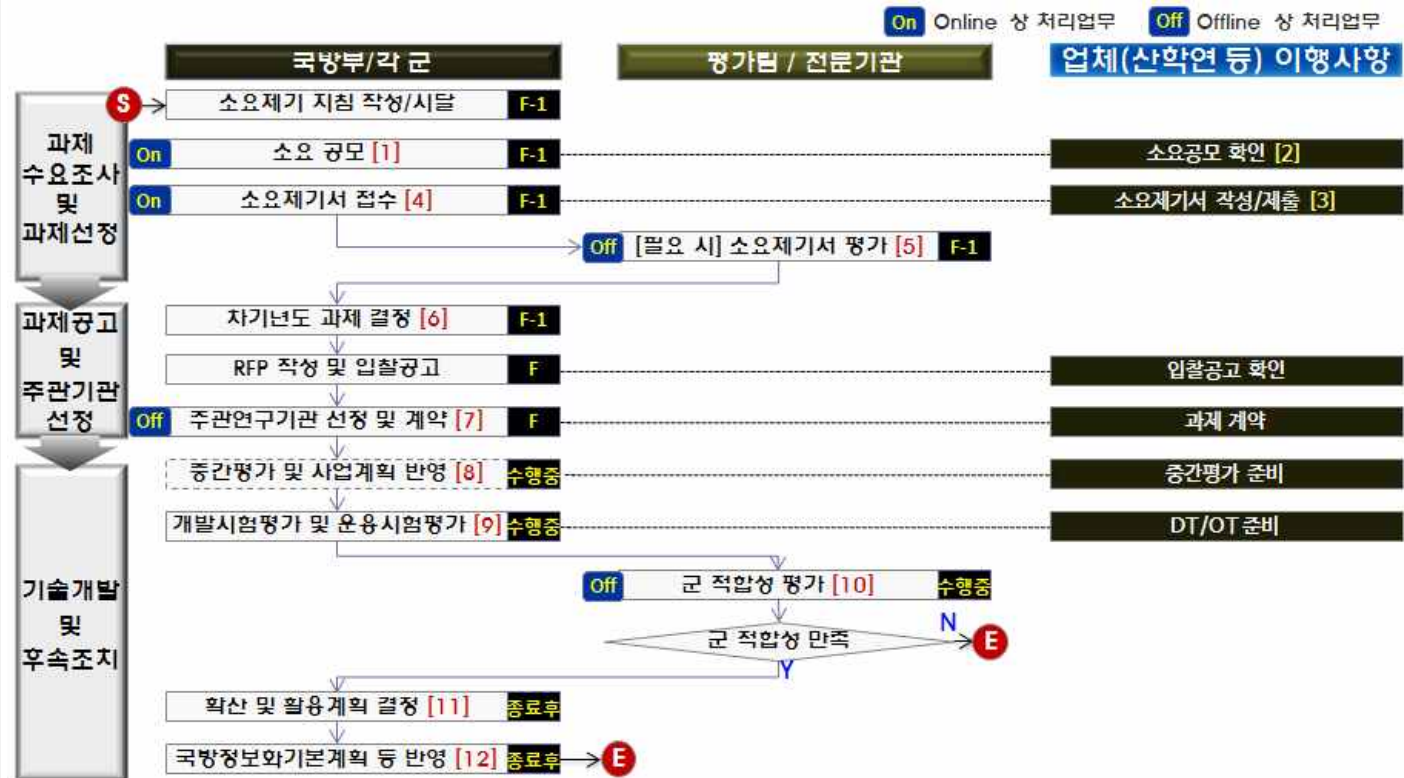 On Online 상 처리업무 Off Offline 상 처리업무
국방부/각 군 평가팀 / 전문기관 업체(산학연 등) 이행사항
과제
수요조사
및
과제선정
S 소요제기 지침 작성/시달 F-1
On 소요 공모 [1] F-1 소요공모 확인 [2]
On 소요제기서 접수 [4] F-1 소요제기서 작성/제출 [3]
Off [필요 시] 소요제기서 평가 [5] F-1
과제공고
및
주관기관
선정
차기년도 과제 결정 [6] F-1
RFP 작성 및 입찰공고 F 입찰공고 확인
Off 주관연구기관 선정 및 계약 [7] F 과제 계약
기술개발
및
후속조치
중간평가 및 사업계획 반영 [8] 수행중 중간평가 준비
개발시험평가 및 운용시험평가 [9] 수행중 DT/OT 준비
Off 군 적합성 평가 [10] 수행중
군 적합성 만족 N E
Y
확산 및 활용계획 결정 [11] 종료후
국방정보화기본계획 등 반영 [12] 종료후 E